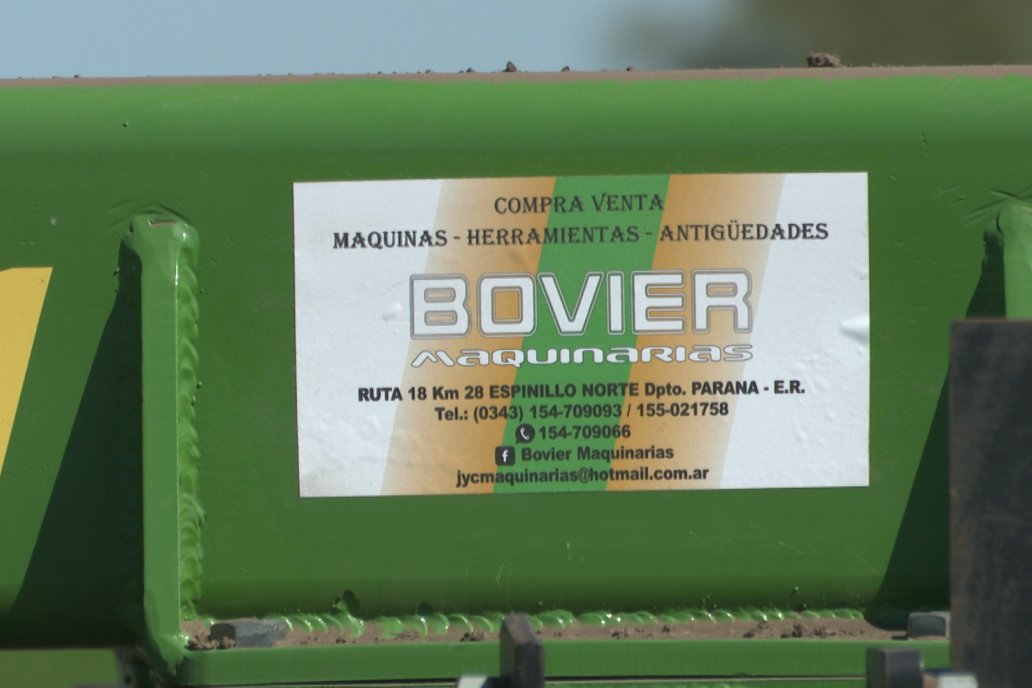 COMPRA VENTA
MAQUINAS - HERRAMIENTAS - ANTIGÜEDADES
BOVIER
MAQUINARIAS
RUTA 18 Km 28 ESPINILLO NORTE Dpto. PARANA - E.R.
Tel.: (0343) 154-709093 / 155-021758
154-709066
f Bovier Maquinarias
jycmaquinarias@hotmail.com.ar